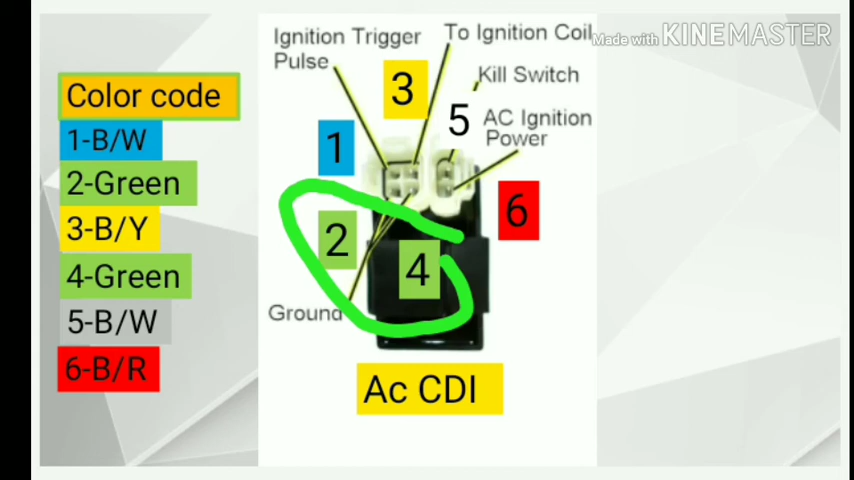 Made with KINEMASTER
Color code
1-B/W
2-Green
3-B/Y
4-Green
5-B/W
6-B/R
Ignition Trigger
Pulse
To Ignition Coil
3
Kill Switch
5
AC Ignition
Power
1
6
2
4
Ground
Ac CDI